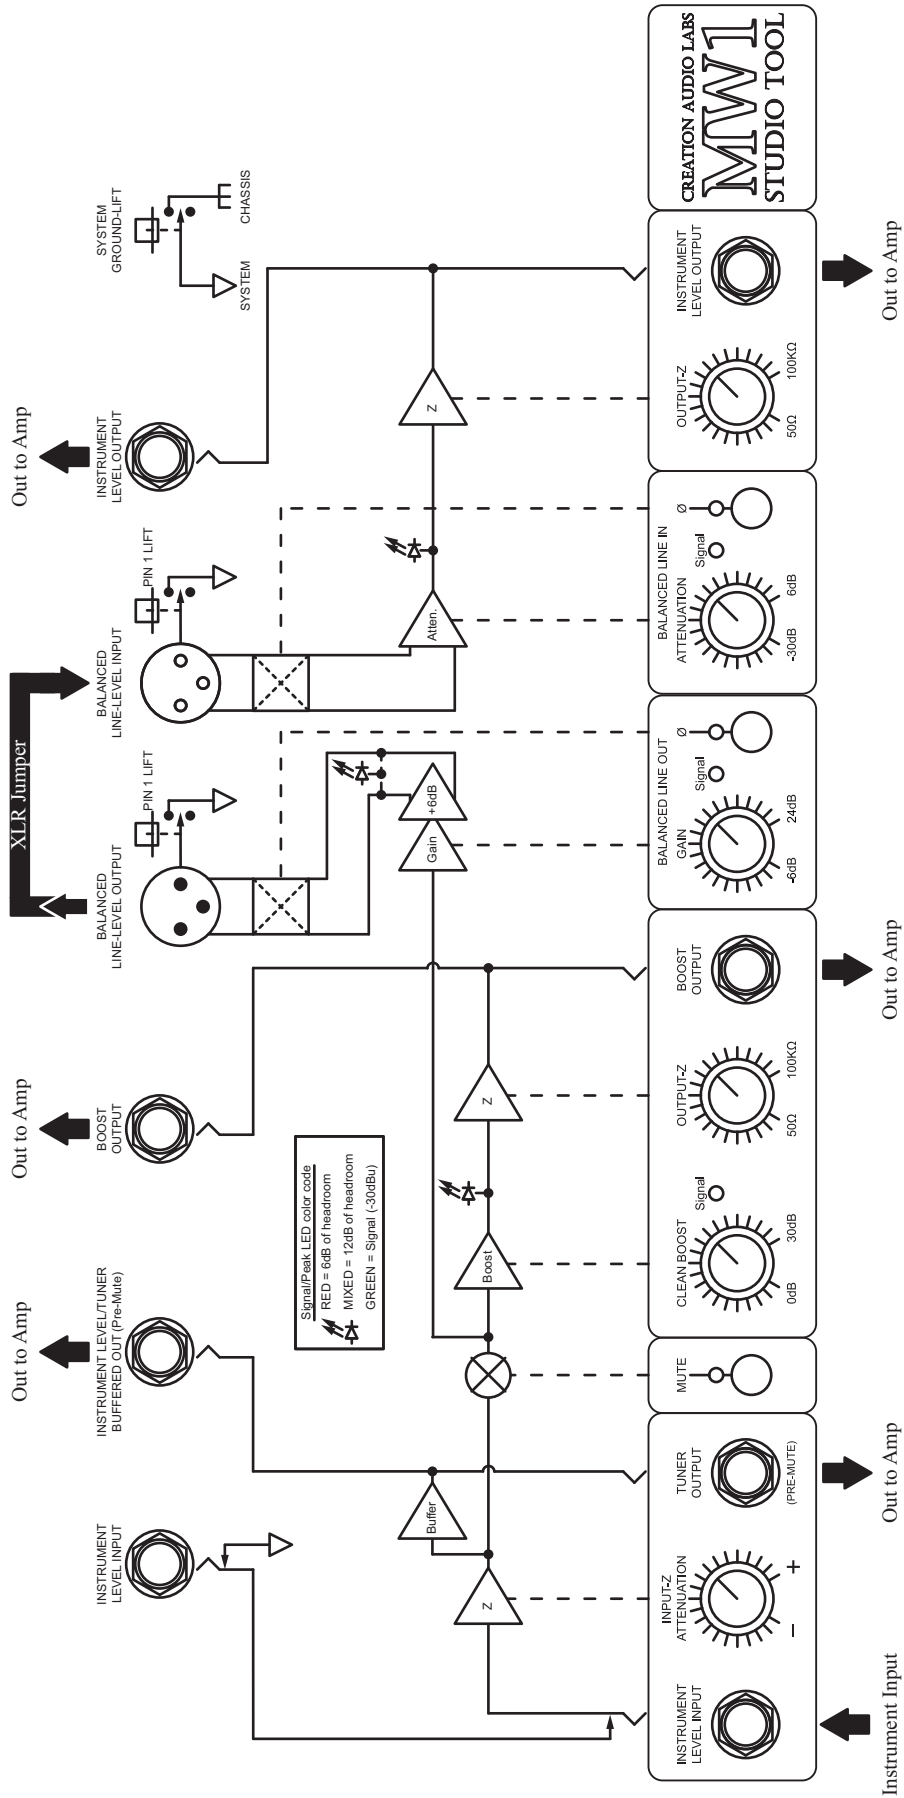 Out to Amp
Out to Amp
XLR Jumper
Out to Amp
INSTRUMENT
LEVEL INPUT
INSTRUMENT LEVEL/TUNER
BUFFERED OUT (Pre-Mute)
BOOST
OUTPUT
BALANCED
LINE-LEVEL OUTPUT
PIN 1 LIFT
BALANCED
LINE-LEVEL INPUT
PIN 1 LIFT
INSTRUMENT
LEVEL OUTPUT
SYSTEM
GROUND-LIFT
SYSTEM
CHASSIS
Signal/Peak LED color code
RED = 6dB of headroom
MIXED = 12dB of headroom
GREEN = Signal (-30dBu)
Z
Buffer
Boost
Z
Gain
+6dB
Atten.
Z
INSTRUMENT
LEVEL INPUT
INPUT-Z
ATTENUATION
–
+
TUNER
OUTPUT
(PRE-MUTE)
MUTE
CLEAN BOOST
0dB
30dB
Signal
OUTPUT-Z
50Ω
100KΩ
BOOST
OUTPUT
BALANCED LINE OUT
GAIN
-6dB
24dB
Signal
Ø
BALANCED LINE IN
ATTENUATION
-30dB
6dB
Signal
Ø
OUTPUT-Z
50Ω
100KΩ
INSTRUMENT
LEVEL OUTPUT
CREATION AUDIO LABS
MW1
STUDIO TOOL
Instrument Input
Out to Amp
Out to Amp
Out to Amp